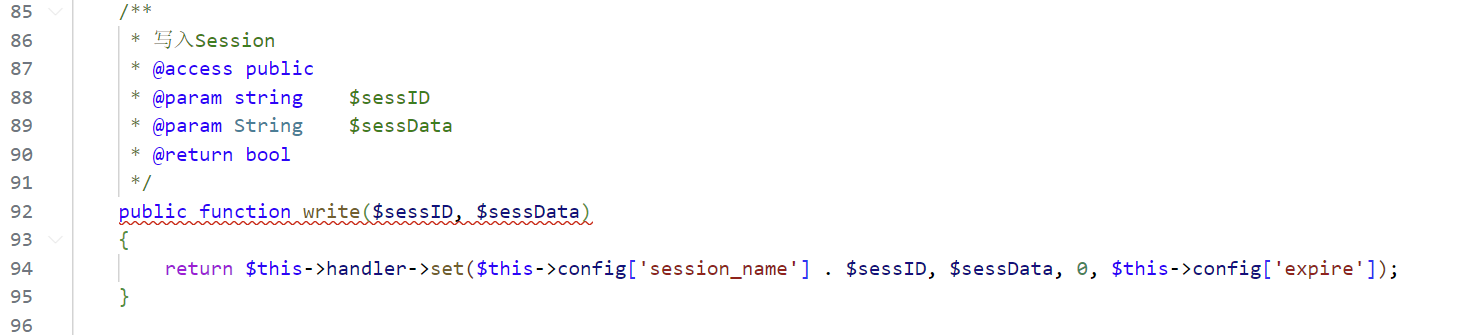 85 /**
86 * 写入Session
87 * @access public
88 * @param string    $sessID
89 * @param String    $sessData
90 * @return bool
91 */
92 public function write($sessID, $sessData)
93 {
94     return $this->handler->set($this->config['session_name'] . $sessID, $sessData, 0, $this->config['expire']);
95 }
96